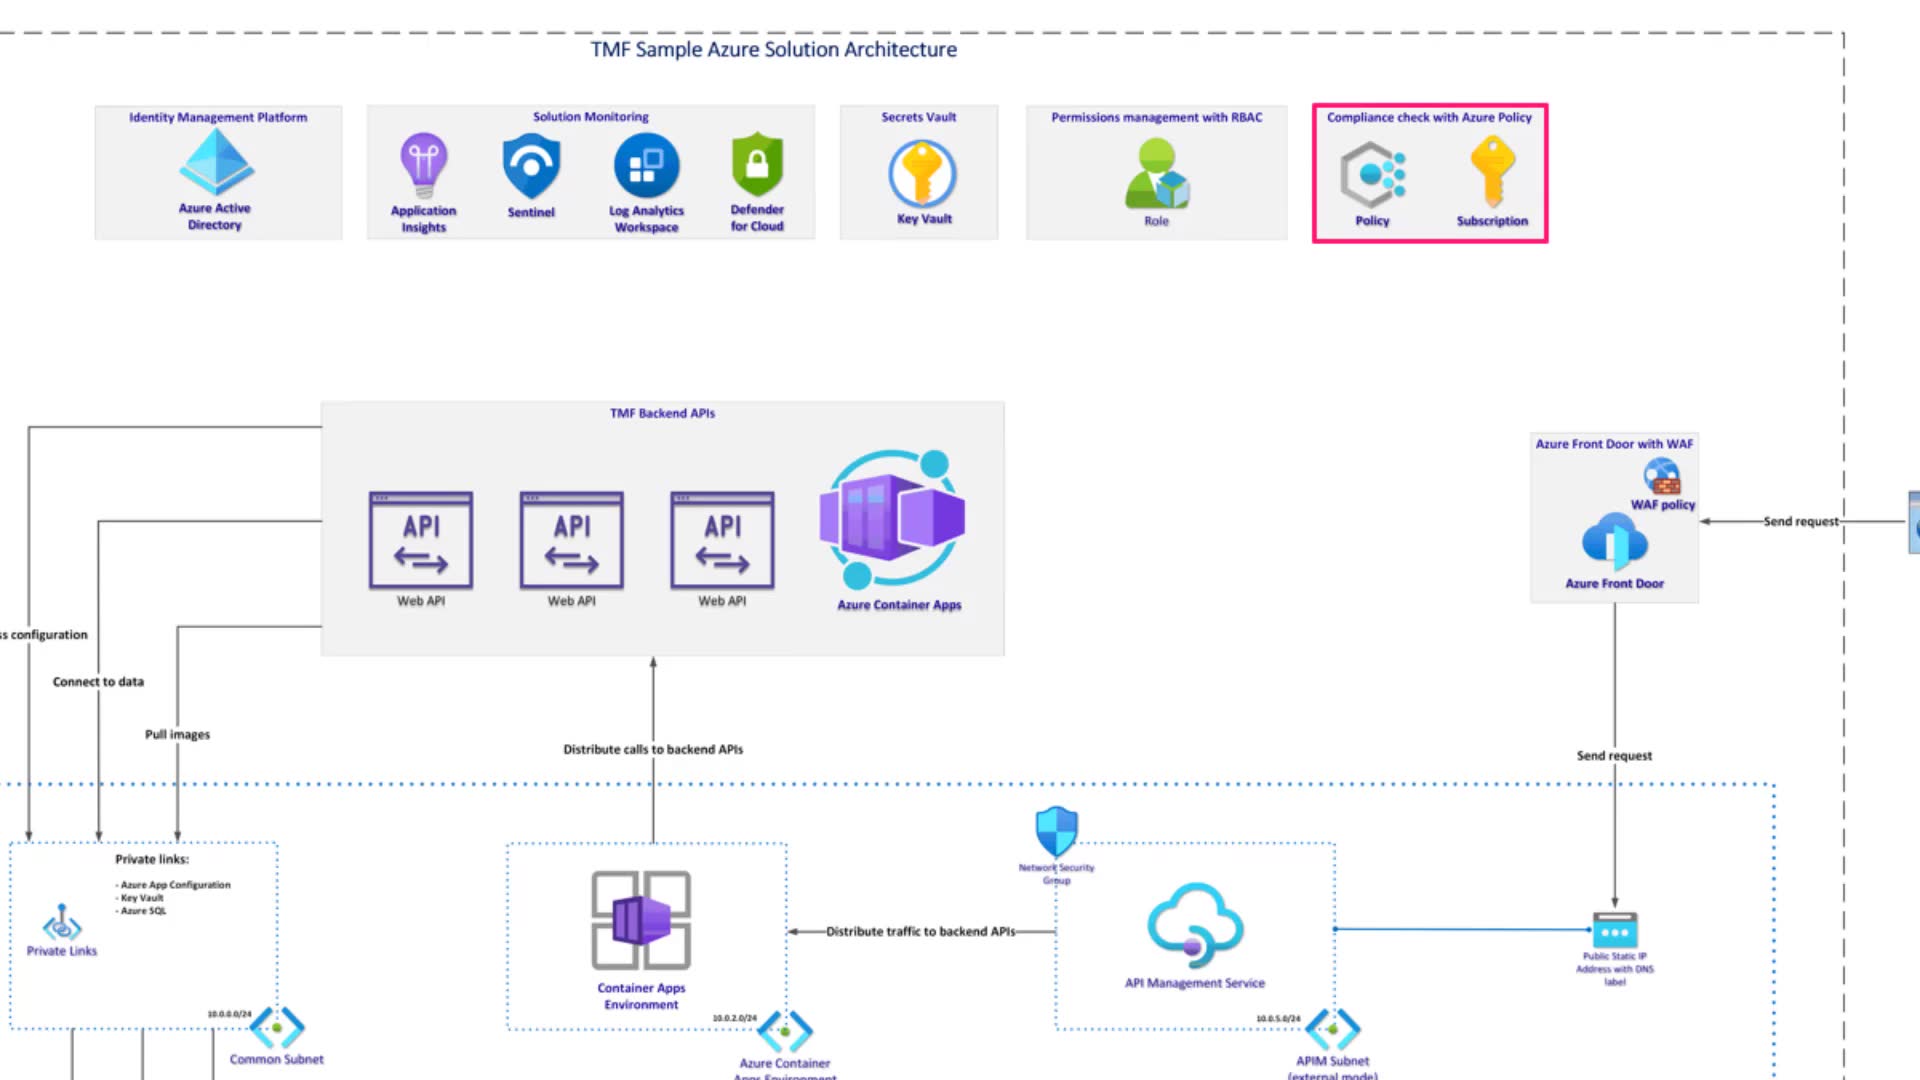 TMF Sample Azure Solution Architecture
Identity Management Platform
Azure Active
Directory
Solution Monitoring
Application
Insights
Sentinel
Log Analytics
Workspace
Defender
for Cloud
Secrets Vault
Key Vault
Permissions management with RBAC
Role
Compliance check with Azure Policy
Policy
Subscription
TMF Backend APIs
API
API
API
Web API
Web API
Web API
Azure Container Apps
Azure Front Door with WAF
WAF policy
Azure Front Door
Send request
configuration
Connect to data
Pull images
Distribute calls to backend APIs
Send request
Private links:
- Azure App Configuration
- Key Vault
- Azure SQL
Private Links
10.0.0.0/24
Common Subnet
Container Apps
Environment
10.0.2.0/24
Azure Container
Apps Environment
Distribute traffic to backend APIs
Network Security
Group
API Management Service
10.0.5.0/24
APIM Subnet
(external mode)
Public Static IP
Address with DNS
label